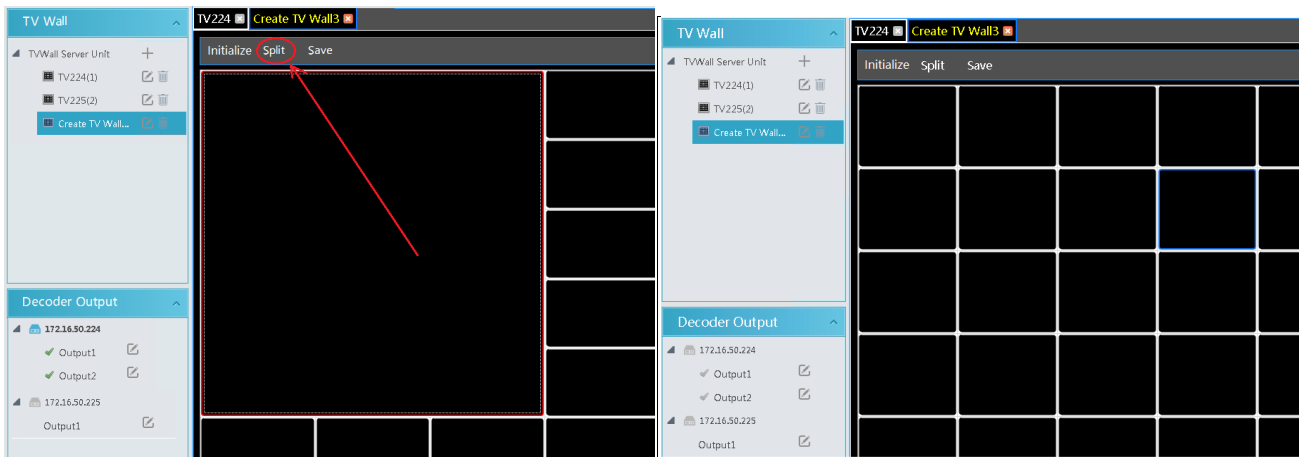 TV Wall
TV224 Create TV Wall3
Initialize Split Save
TVWall Server Unit
TV224(1)
TV225(2)
Create TV Wall...
Decoder Output
172.16.50.224
Output1
Output2
172.16.50.225
Output1
TV Wall
TV224 Create TV Wall3
Initialize Split Save
TVWall Server Unit
TV224(1)
TV225(2)
Create TV Wall...
Decoder Output
172.16.50.224
Output1
Output2
172.16.50.225
Output1